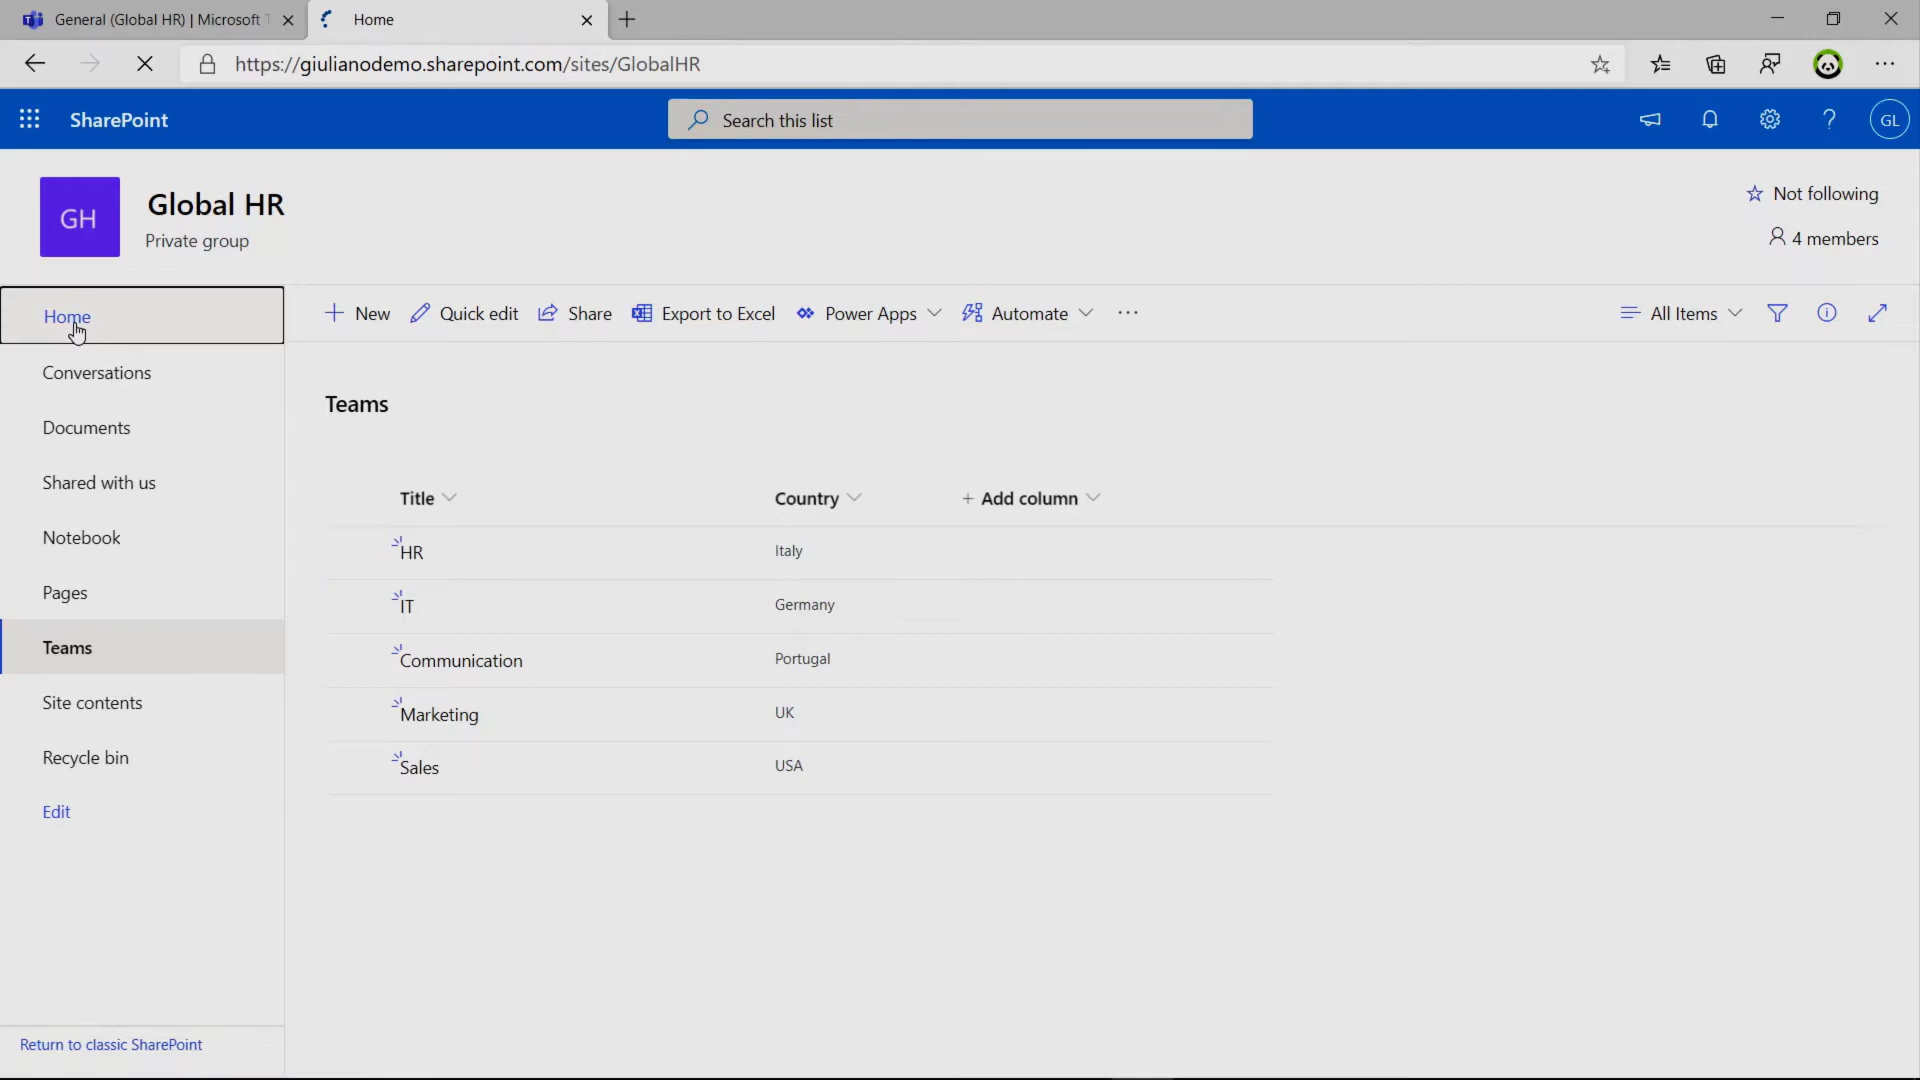 General (Global HR) | Microsoft T
Home
https://giulianodemo.sharepoint.com/sites/GlobalHR
SharePoint
Search this list
GL
GH
Global HR
Private group
Not following
4 members
Home
Conversations
Documents
Shared with us
Notebook
Pages
Teams
Site contents
Recycle bin
Edit
Return to classic SharePoint
+ New Quick edit Share Export to Excel Power Apps Automate ...
All Items
Teams
Title Country + Add column
HR Italy
IT Germany
Communication Portugal
Marketing UK
Sales USA